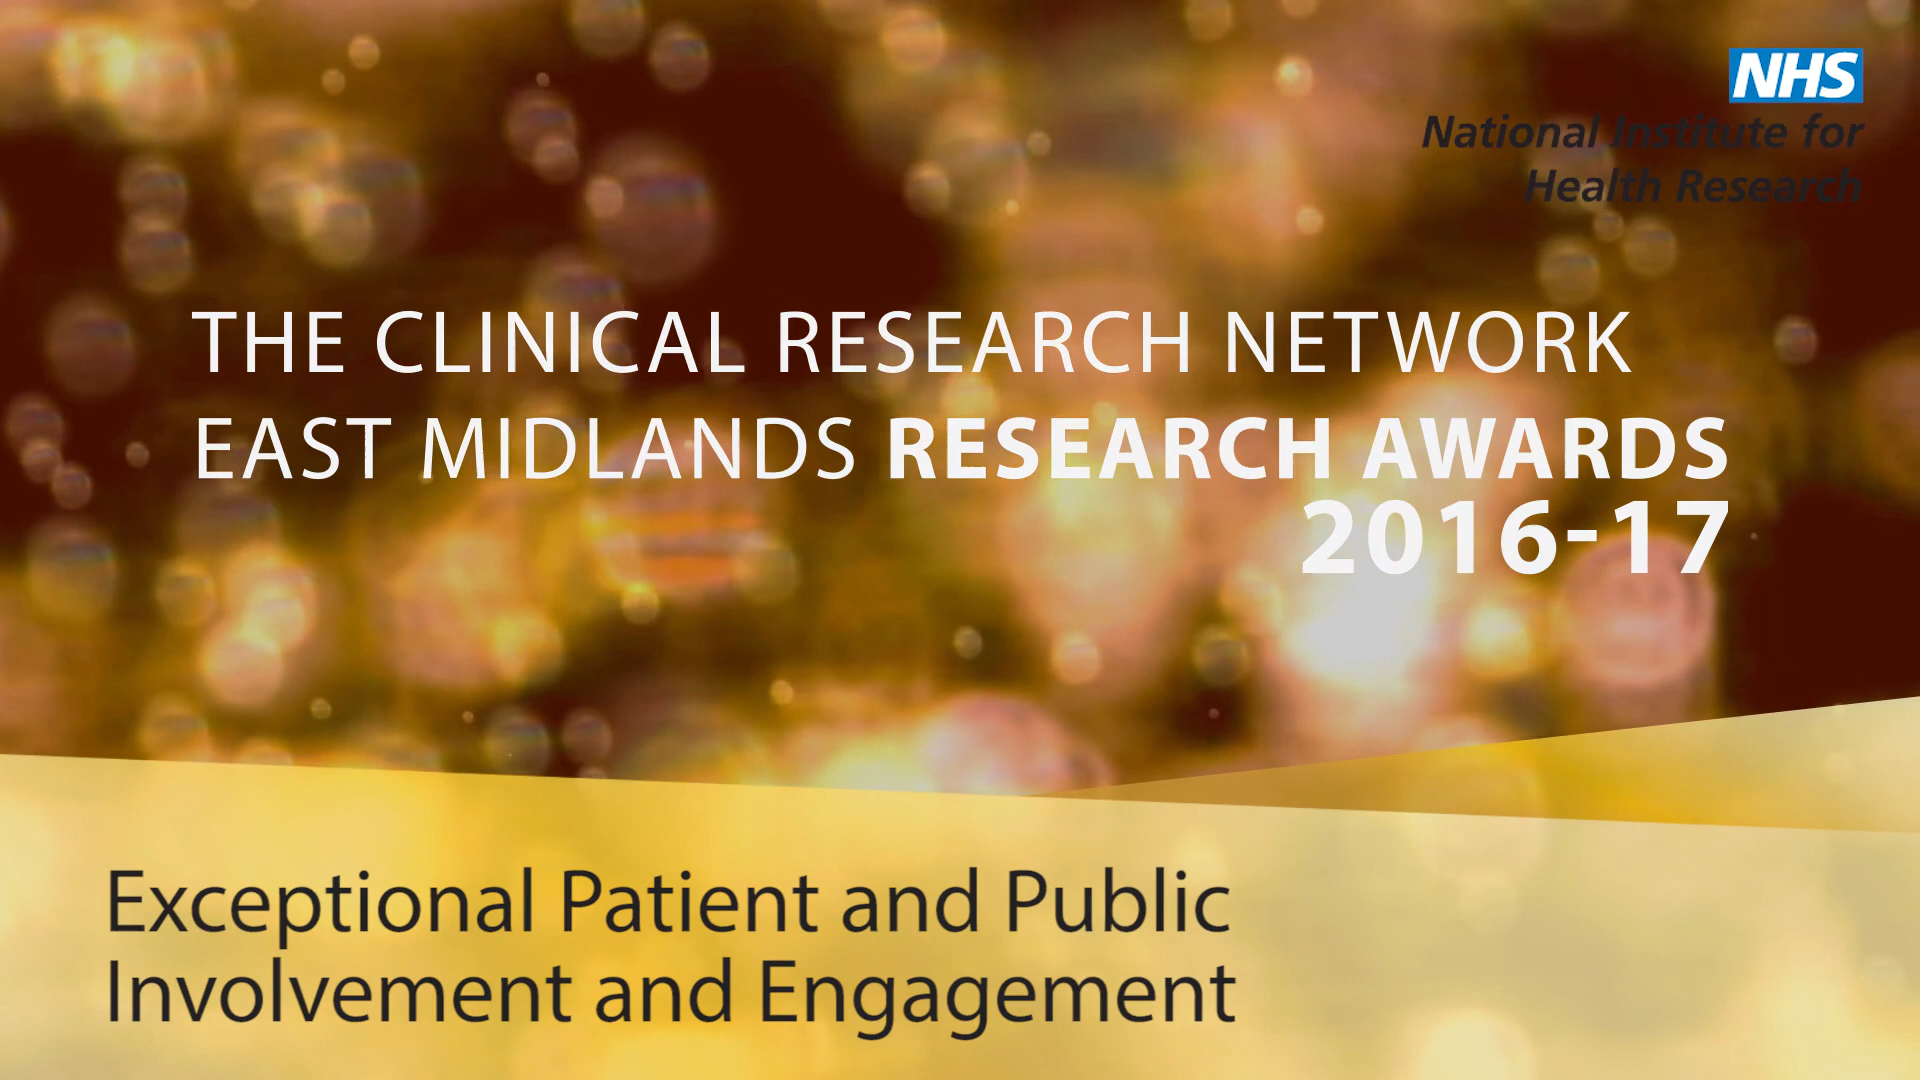 NHS
National Institute for
Health Research
THE CLINICAL RESEARCH NETWORK
EAST MIDLANDS RESEARCH AWARDS
2016-17
Exceptional Patient and Public
Involvement and Engagement